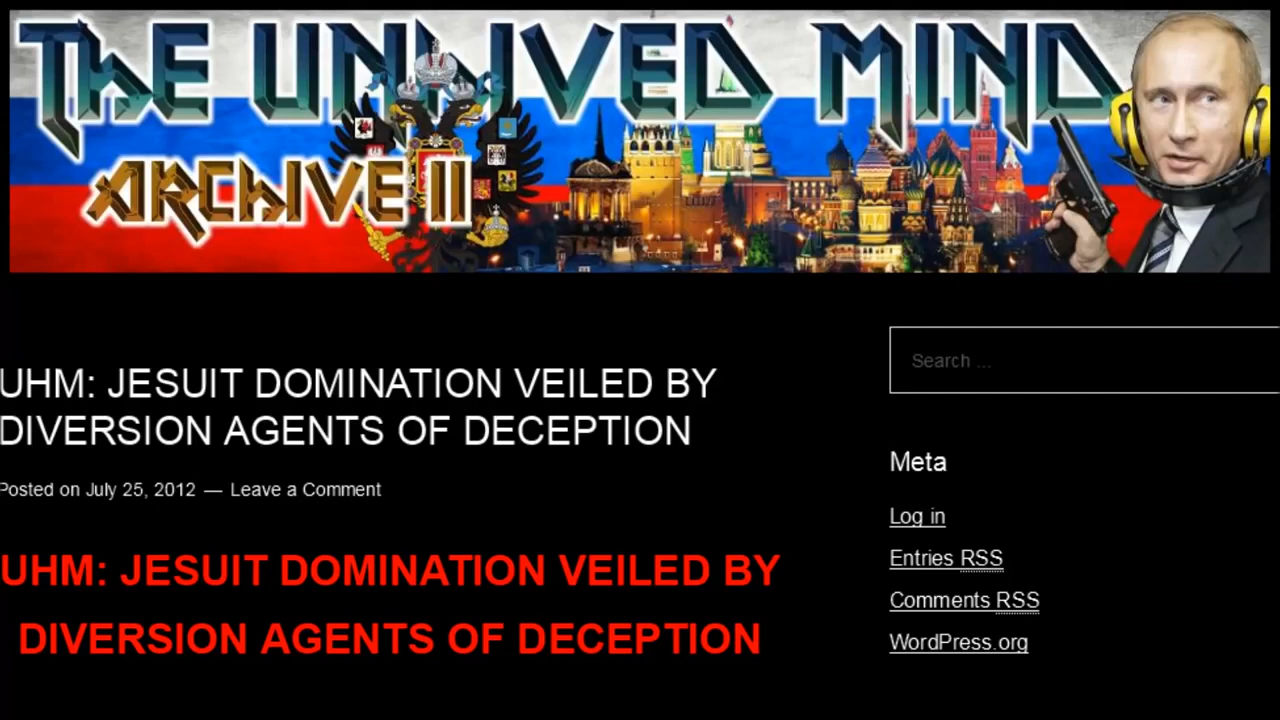 THE UNHIVED MIND
ARCHIVE II
UHM: JESUIT DOMINATION VEILED BY
DIVERSION AGENTS OF DECEPTION
Posted on July 25, 2012 — Leave a Comment
UHM: JESUIT DOMINATION VEILED BY
DIVERSION AGENTS OF DECEPTION
Search ...
Meta
Log in
Entries RSS
Comments RSS
WordPress.org